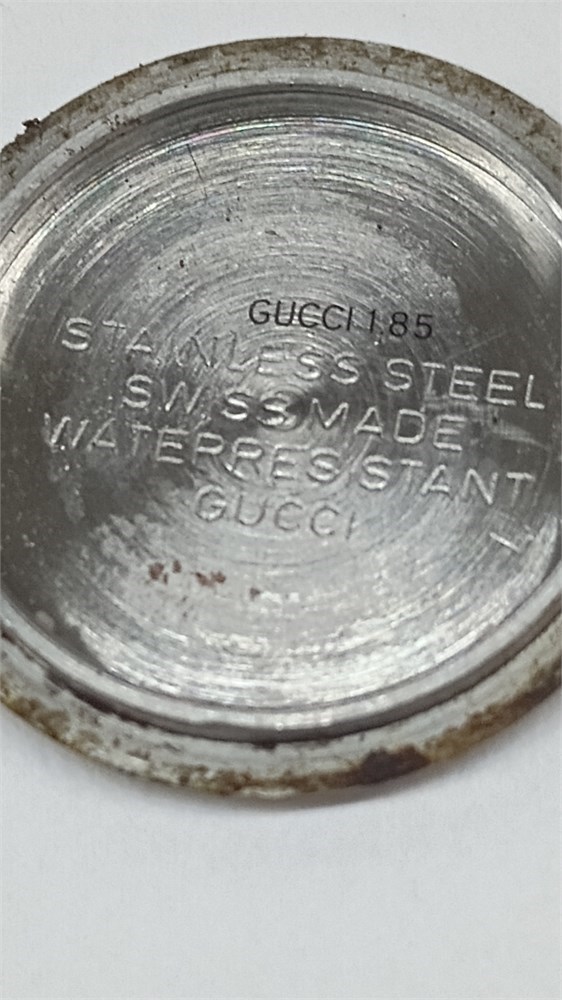 GUCCI 1.85
STAINLESS STEEL
SWISS MADE
WATERRESISTANT
GUCCI